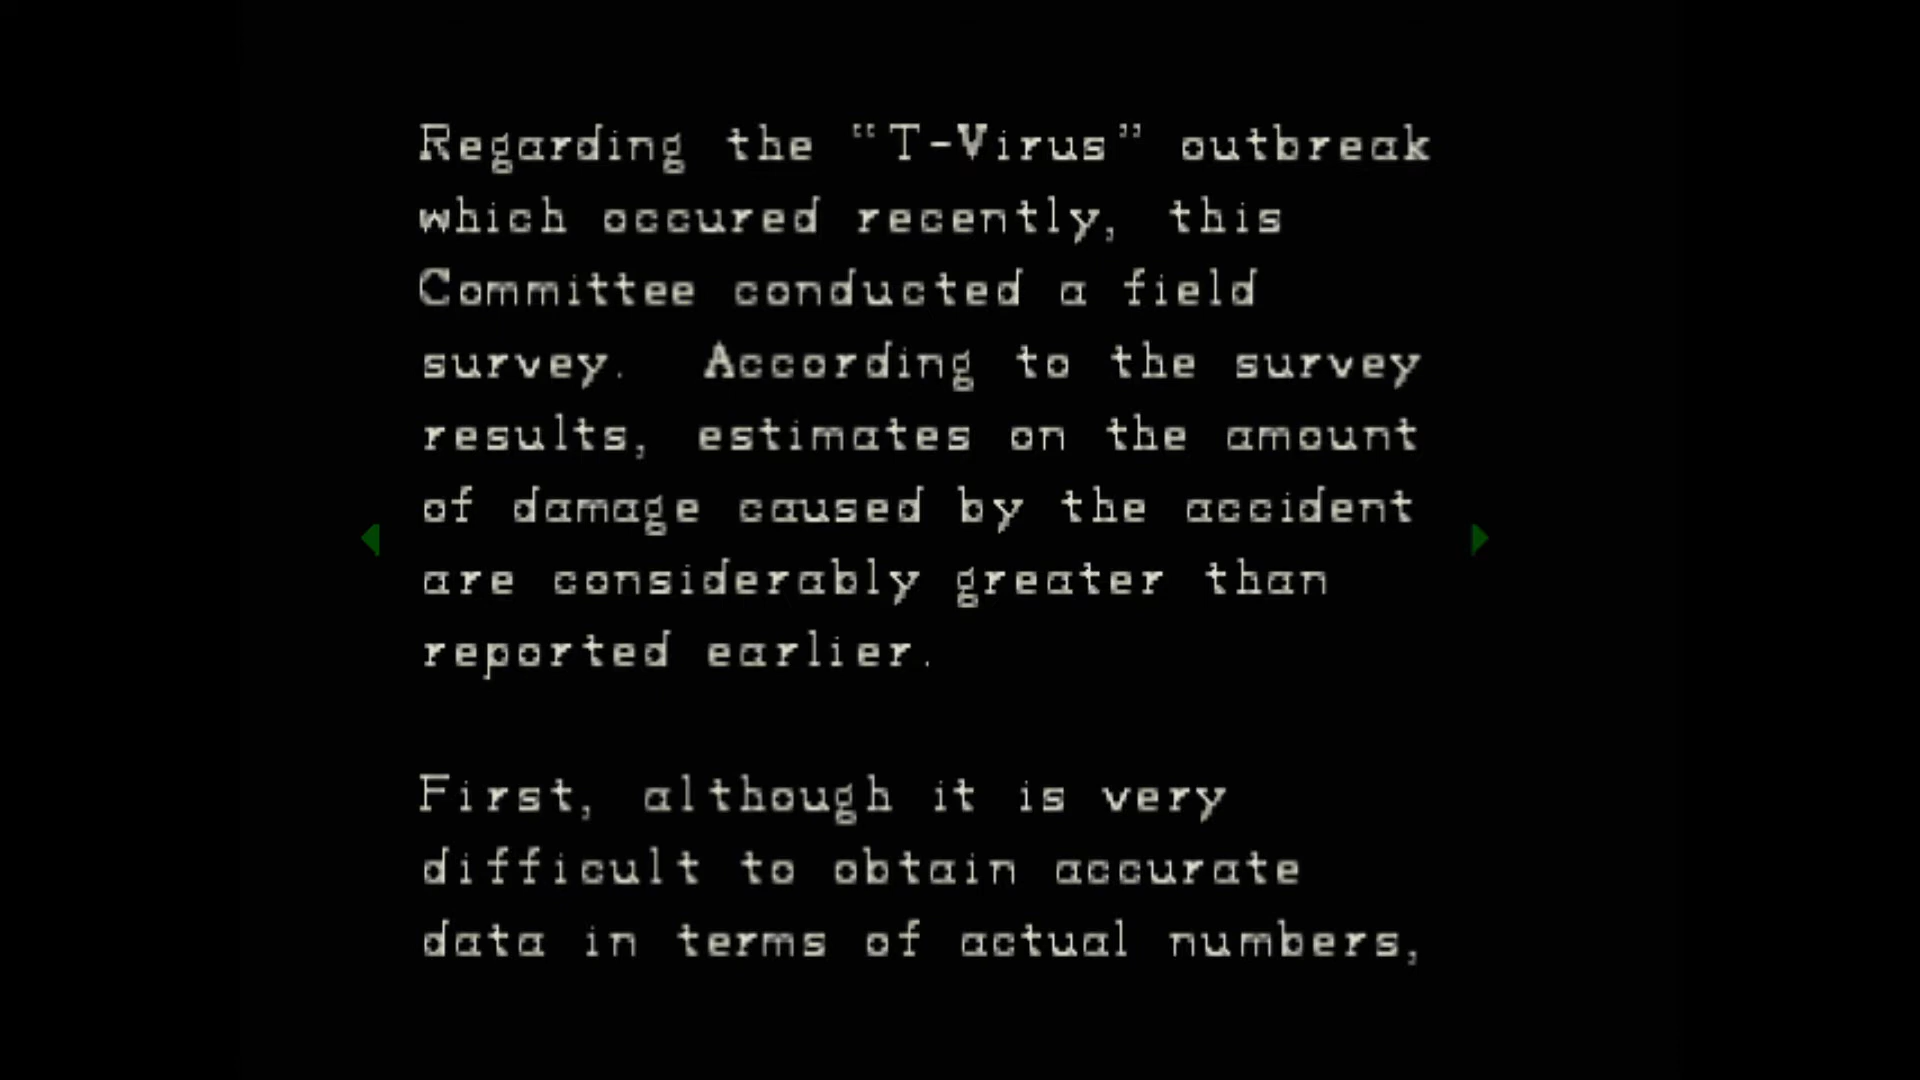 Regarding the “T-Virus” outbreak
which occured recently, this
Committee conducted a field
survey. According to the survey
results, estimates on the amount
of damage caused by the accident
are considerably greater than
reported earlier.
First, although it is very
difficult to obtain accurate
data in terms of actual numbers,